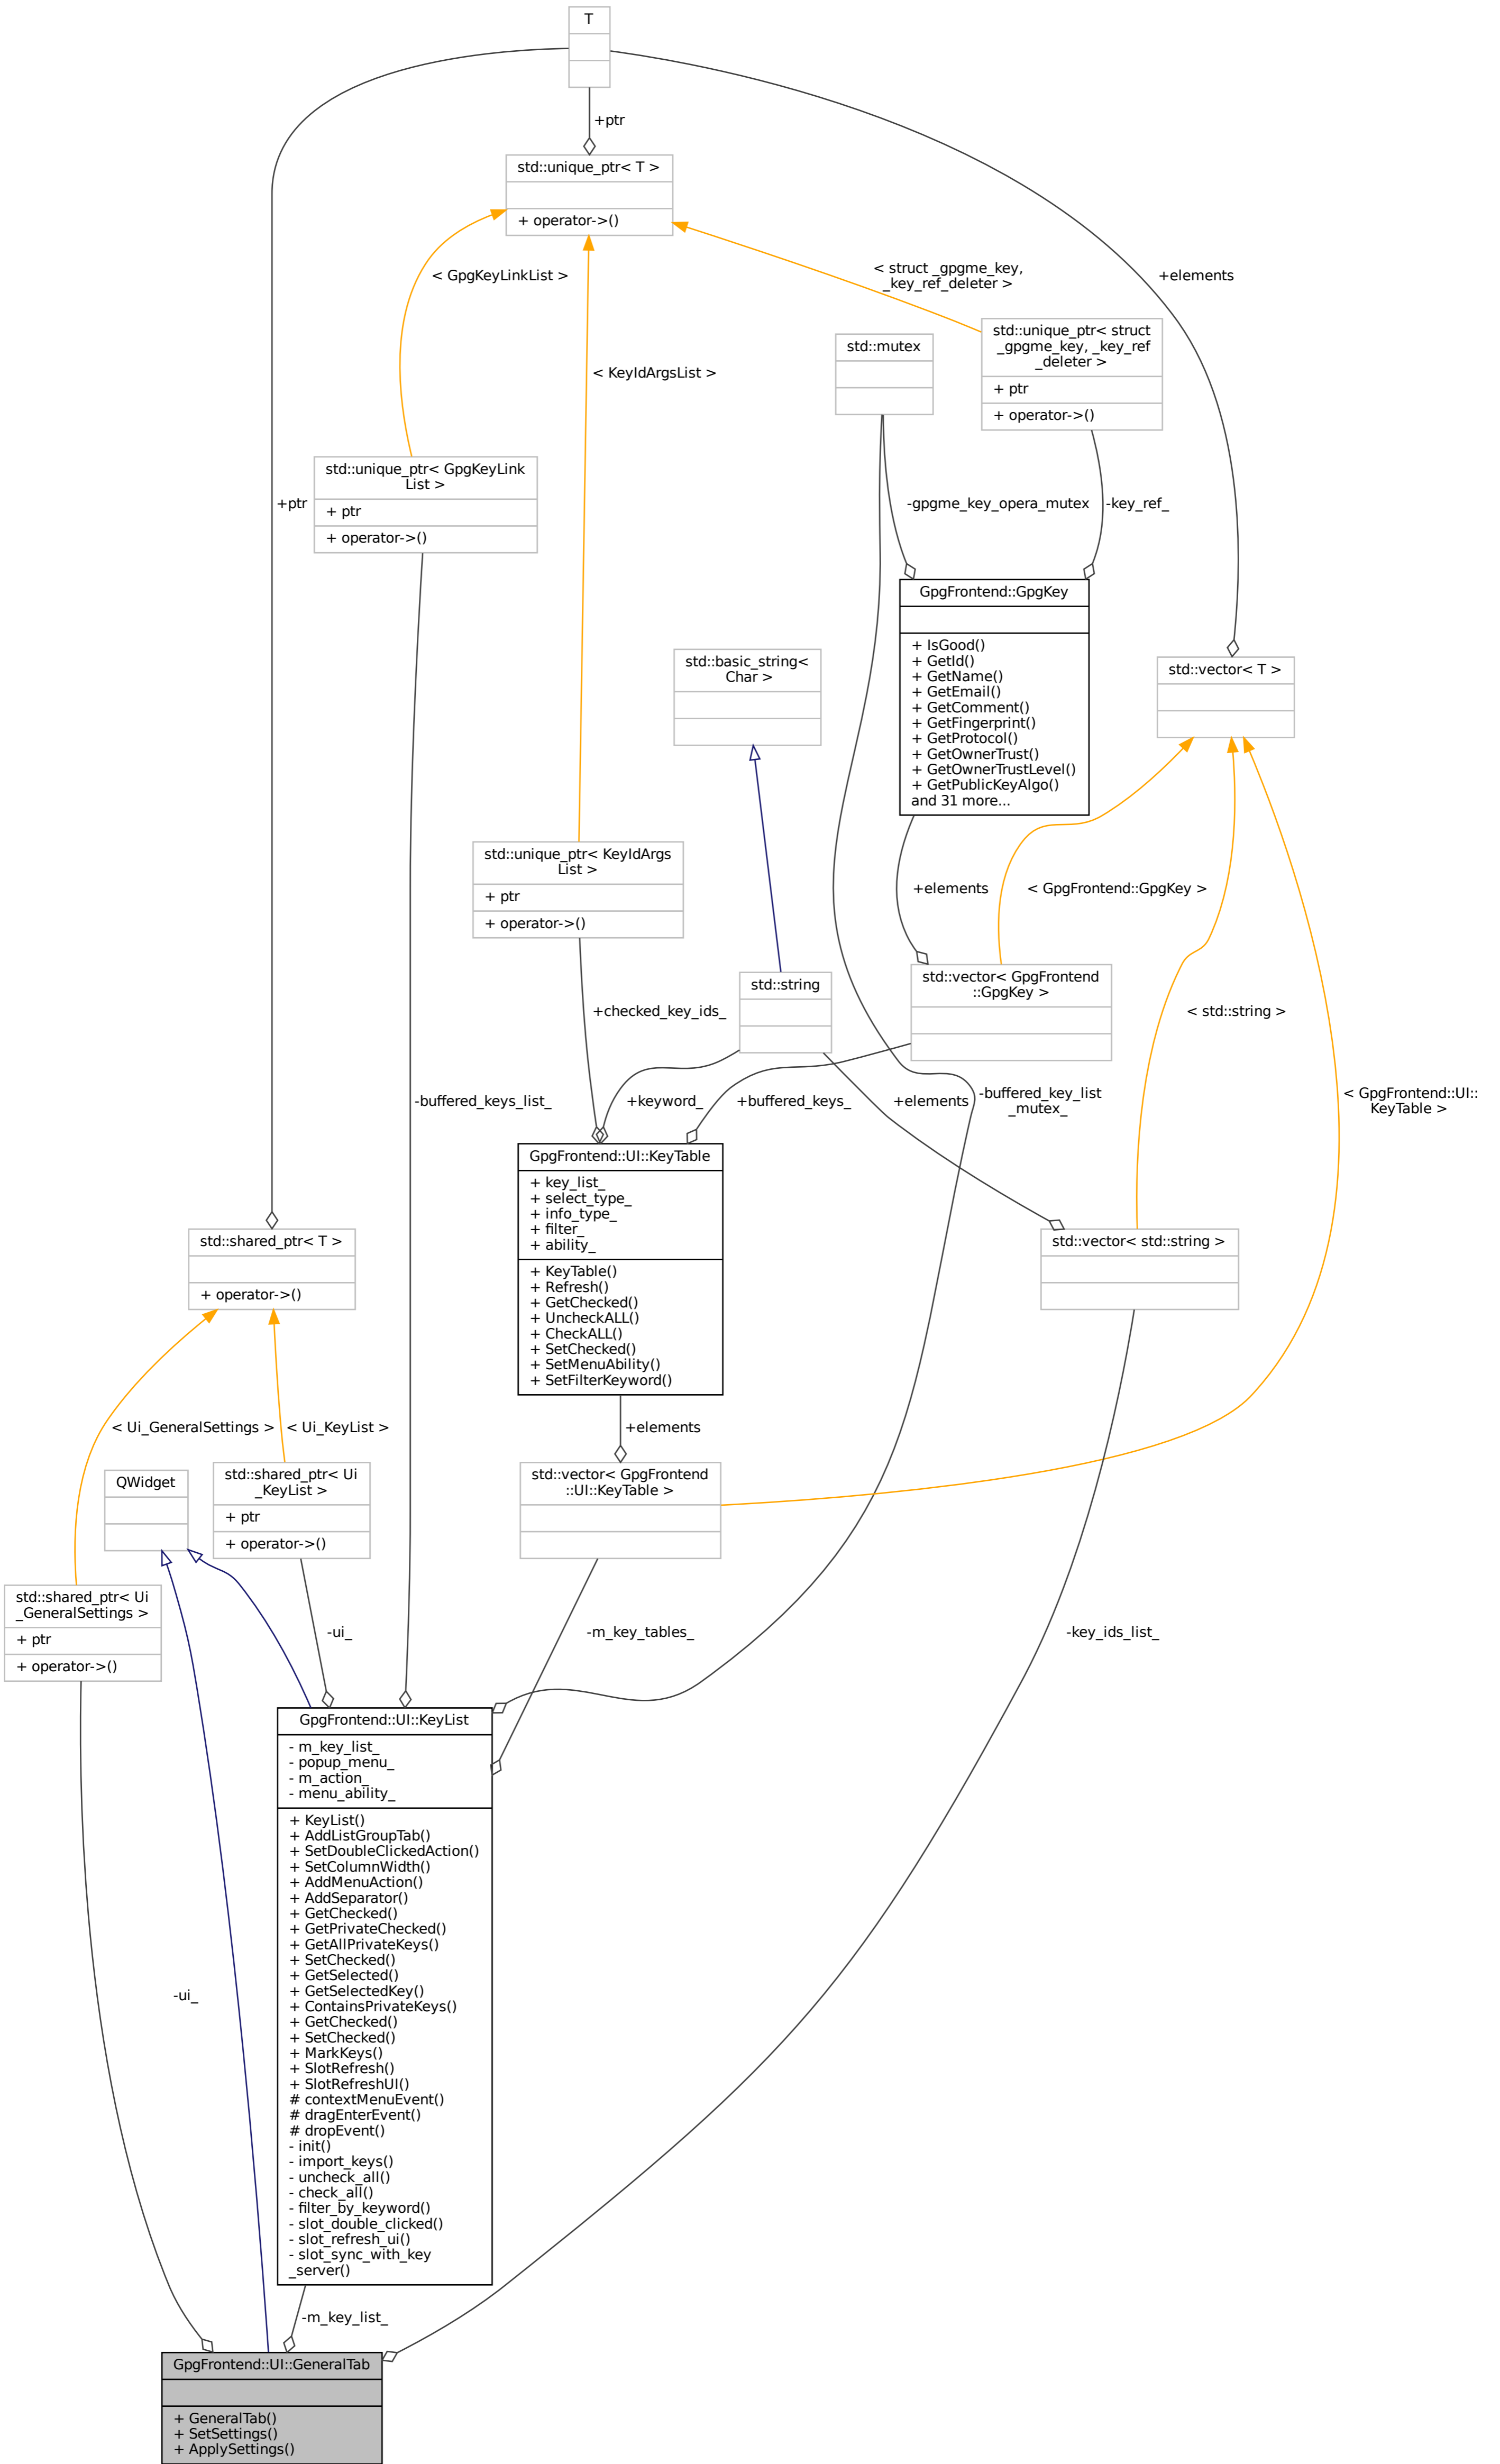 T
+ptr
std::unique_ptr< T >
+ operator->()
< GpgKeyLinkList >
< struct _gpgme_key,
_key_ref_deleter >
+elements
std::unique_ptr< struct
_gpgme_key, _key_ref
_deleter >
+ ptr
+ operator->()
std::mutex
< KeyIdArgsList >
std::unique_ptr< GpgKeyLink
List >
+ ptr
+ operator->()
+ptr
-gpgme_key_opera_mutex
-key_ref_
GpgFrontend::GpgKey
+ IsGood()
+ GetId()
+ GetName()
+ GetEmail()
+ GetComment()
+ GetFingerprint()
+ GetProtocol()
+ GetOwnerTrust()
+ GetOwnerTrustLevel()
+ GetPublicKeyAlgo()
and 31 more...
std::basic_string<
Char >
std::vector< T >
std::unique_ptr< KeyIdArgs
List >
+ ptr
+ operator->()
+elements
< GpgFrontend::GpgKey >
std::string
std::vector< GpgFrontend
::GpgKey >
+checked_key_ids_
< std::string >
-buffered_keys_list_
+keyword_
+buffered_keys_
+elements
-buffered_key_list
_mutex_
< GpgFrontend::UI::
KeyTable >
GpgFrontend::UI::KeyTable
+ key_list_
+ select_type_
+ info_type_
+ filter_
+ ability_
+ KeyTable()
+ Refresh()
+ GetChecked()
+ UncheckALL()
+ CheckALL()
+ SetChecked()
+ SetMenuAbility()
+ SetFilterKeyword()
std::shared_ptr< T >
+ operator->()
std::vector< std::string >
< Ui_GeneralSettings >
< Ui_KeyList >
+elements
QWidget
std::shared_ptr< Ui
_KeyList >
+ ptr
+ operator->()
std::vector< GpgFrontend
::UI::KeyTable >
std::shared_ptr< Ui
_GeneralSettings >
+ ptr
+ operator->()
-ui_
-m_key_tables_
-key_ids_list_
GpgFrontend::UI::KeyList
- m_key_list_
- popup_menu_
- m_action_
- menu_ability_
+ KeyList()
+ AddListGroupTab()
+ SetDoubleClickedAction()
+ SetColumnWidth()
+ AddMenuAction()
+ AddSeparator()
+ GetChecked()
+ GetPrivateChecked()
+ GetAllPrivateKeys()
+ SetChecked()
+ GetSelected()
+ GetSelectedKey()
+ ContainsPrivateKeys()
+ GetChecked()
+ SetChecked()
+ MarkKeys()
+ SlotRefresh()
+ SlotRefreshUI()
# contextMenuEvent()
# dragEnterEvent()
# dropEvent()
- init()
- import_keys()
- uncheck_all()
- check_all()
- filter_by_keyword()
- slot_double_clicked()
- slot_refresh_ui()
- slot_sync_with_key
_server()
-ui_
-m_key_list_
GpgFrontend::UI::GeneralTab
+ GeneralTab()
+ SetSettings()
+ ApplySettings()